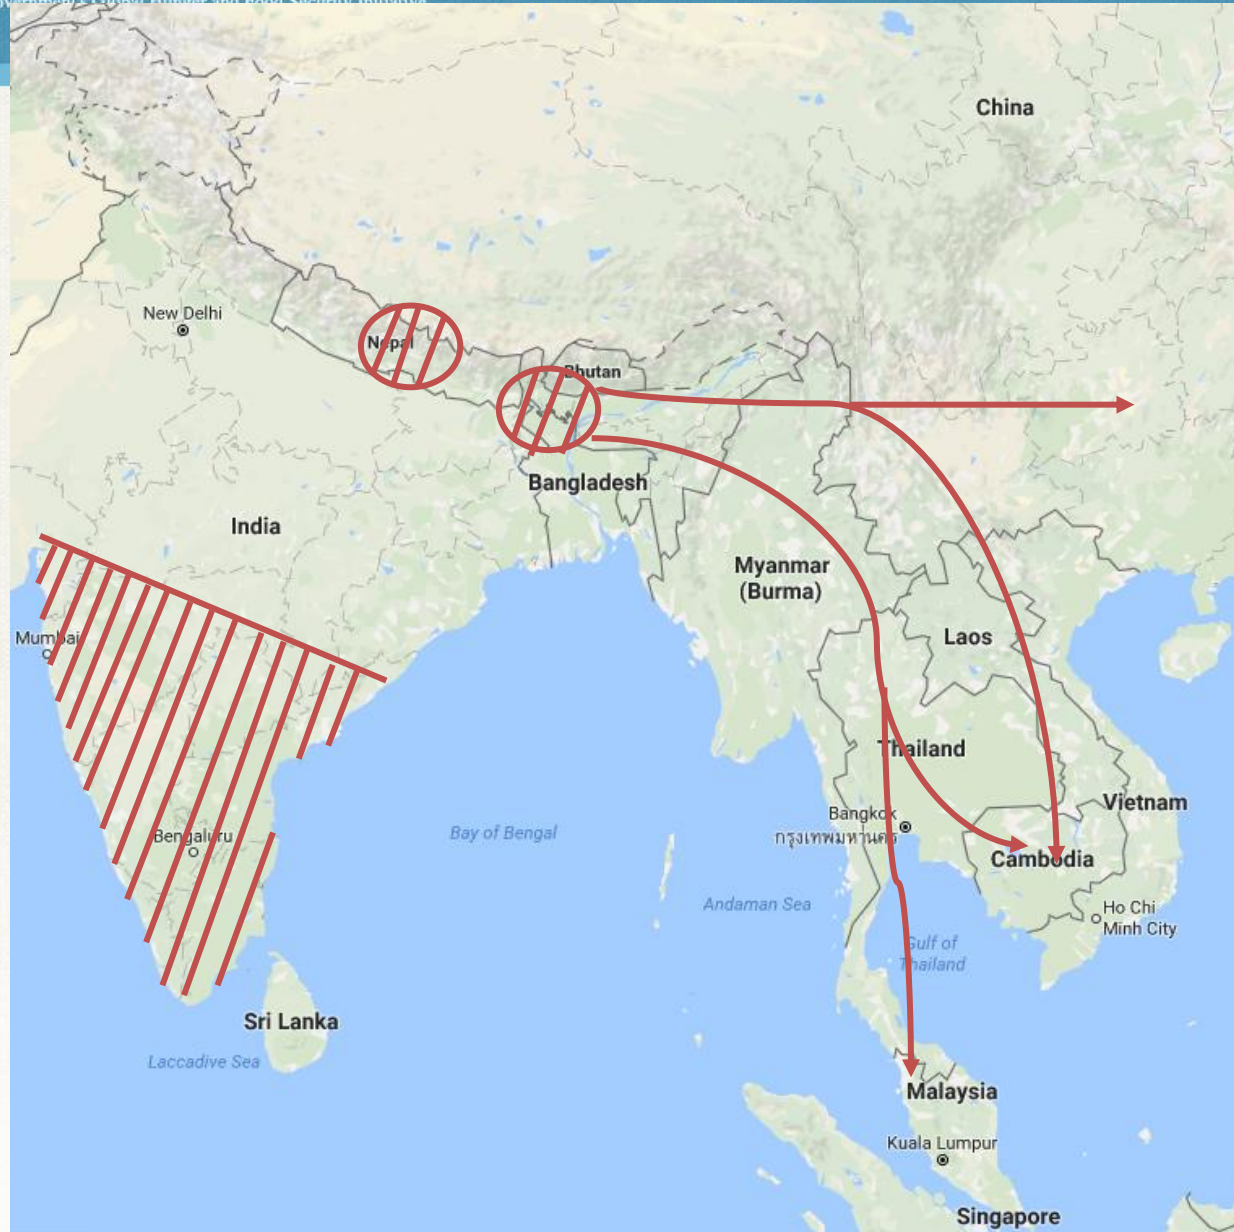 China
New Delhi
Nepal
Bhutan
Bangladesh
India
Myanmar
(Burma)
Mumbai
Laos
Thailand
Vietnam
Bengaluru
Bay of Bengal
Bangkok
กรุงเทพมหานคร
Cambodia
Andaman Sea
Ho Chi
Minh City
Gulf of
Thailand
Sri Lanka
Laccadive Sea
Malaysia
Kuala Lumpur
Singapore